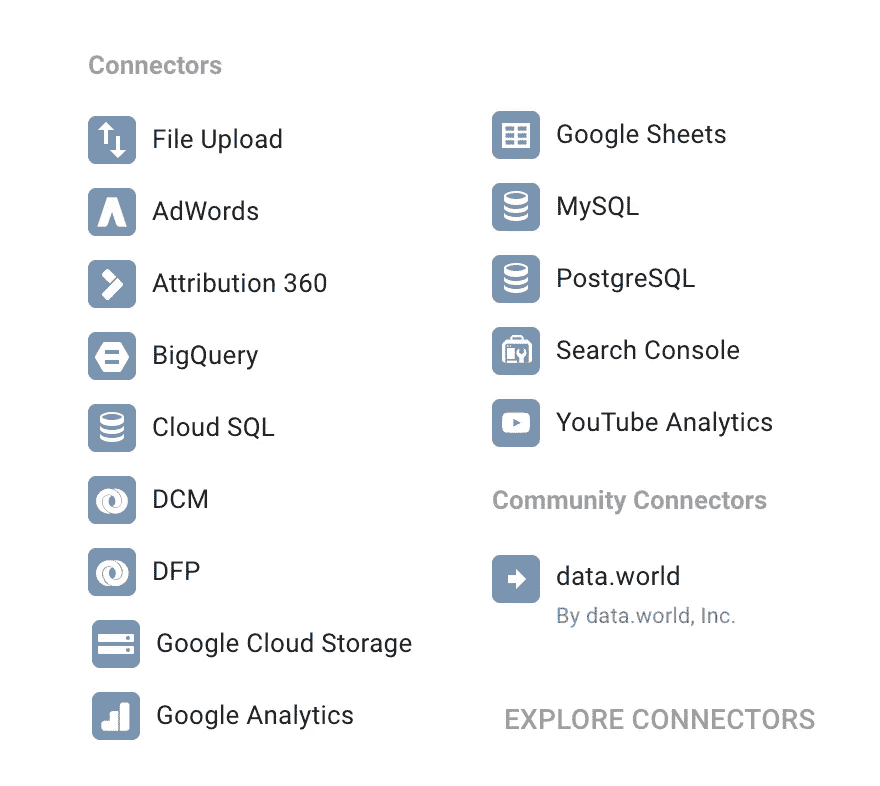 Connectors
File Upload
AdWords
Attribution 360
BigQuery
Cloud SQL
DCM
DFP
Google Cloud Storage
Google Analytics
Google Sheets
MySQL
PostgreSQL
Search Console
YouTube Analytics
Community Connectors
data.world
By data.world, Inc.
EXPLORE CONNECTORS